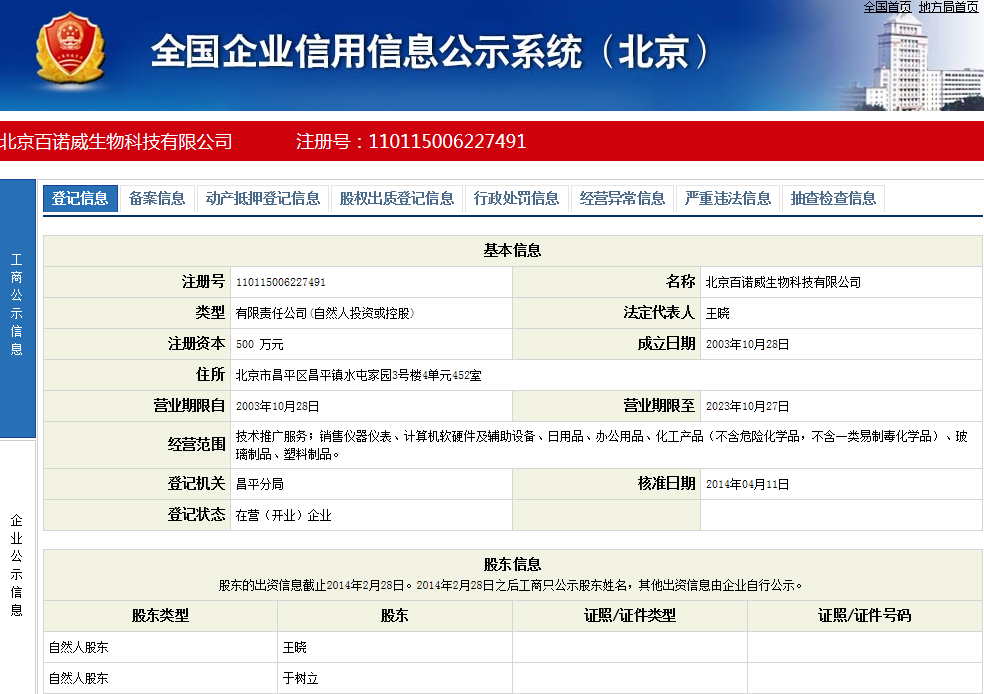 全国首页 地方局首页
全国企业信用信息公示系统（北京）
北京百诺威生物科技有限公司 注册号：110115006227491
工商公示信息
企业公示信息
登记信息 备案信息 动产抵押登记信息 股权出质登记信息 行政处罚信息 经营异常信息 严重违法信息 抽查检查信息
基本信息
注册号 110115006227491 名称 北京百诺威生物科技有限公司
类型 有限责任公司(自然人投资或控股) 法定代表人 王晓
注册资本 500 万元 成立日期 2003年10月28日
住所 北京市昌平区昌平镇水屯家园3号楼4单元452室
营业期限自 2003年10月28日 营业期限至 2023年10月27日
经营范围 技术推广服务；销售仪器仪表、计算机软硬件及辅助设备、日用品、办公用品、化工产品（不含危险化学品，不含一类易制毒化学品）、玻
璃制品、塑料制品。
登记机关 昌平分局 核准日期 2014年04月11日
登记状态 在营（开业）企业
股东信息
股东的出资信息截止2014年2月28日。2014年2月28日之后工商只公示股东姓名，其他出资信息由企业自行公示。
股东类型 股东 证照/证件类型 证照/证件号码
自然人股东 王晓
自然人股东 于树立